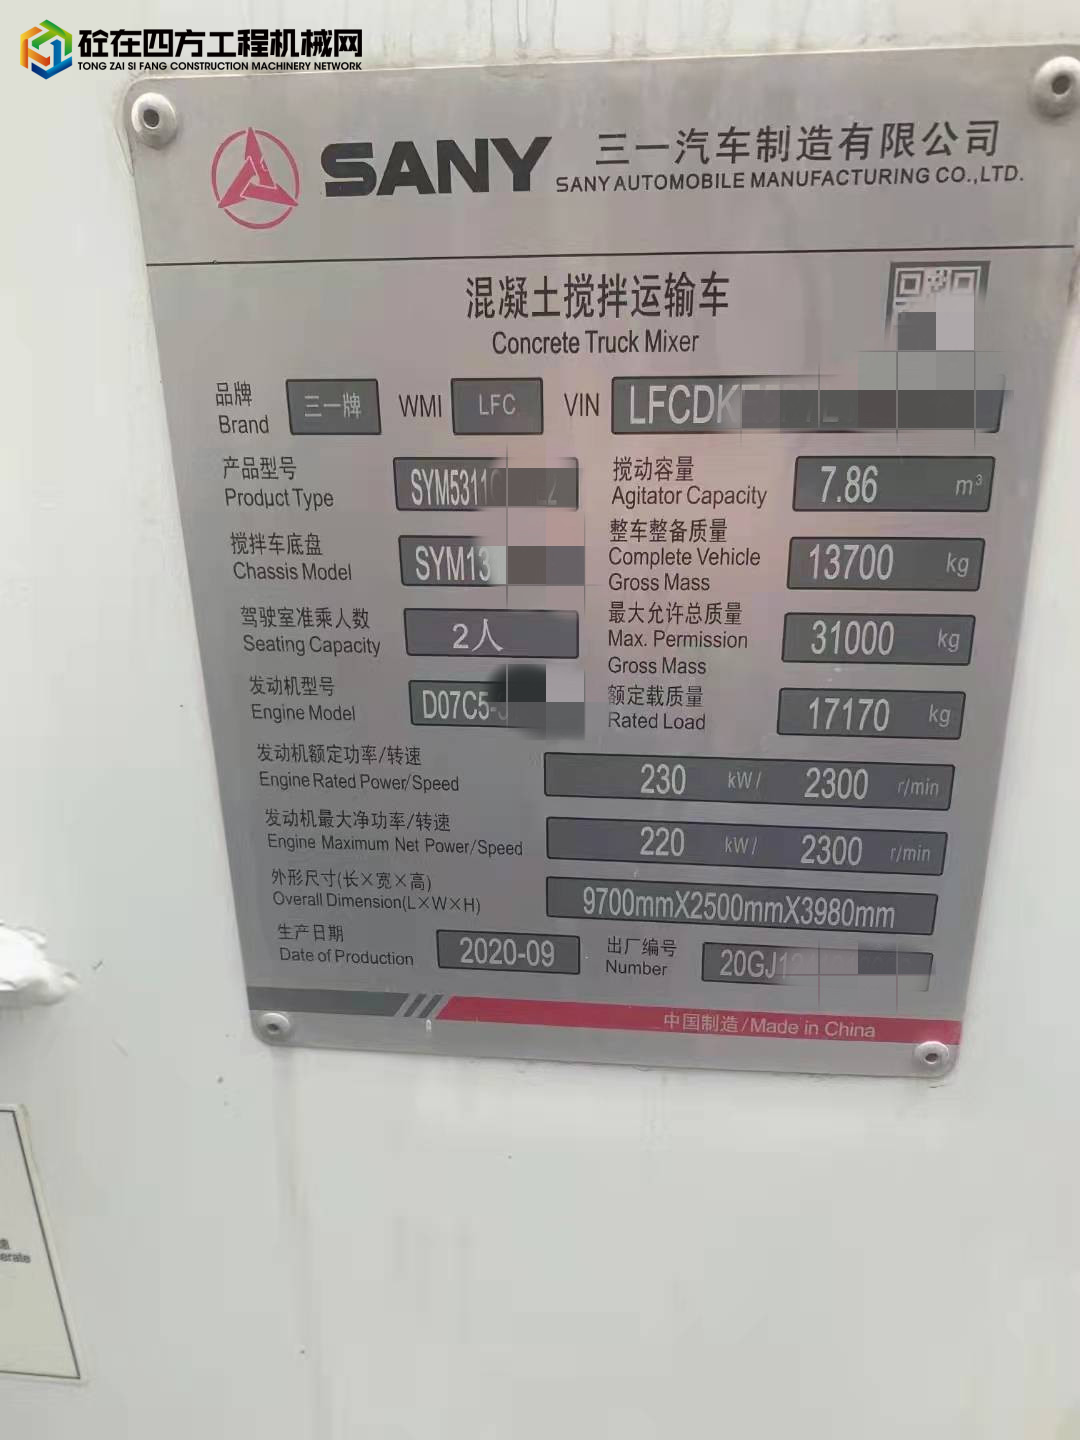 砼在四方工程机械网
TONG ZAI SI FANG CONSTRUCTION MACHINERY NETWORK
SANY 三一汽车制造有限公司
SANY AUTOMOBILE MANUFACTURING CO.,LTD.
混凝土搅拌运输车
Concrete Truck Mixer
品牌 Brand 三一牌 WMI LFC VIN LFCDK
产品型号 Product Type SYM5311
搅动容量 Agitator Capacity 7.86 m³
搅拌车底盘 Chassis Model SYM13
整车整备质量 Complete Vehicle Gross Mass 13700 kg
驾驶室准乘人数 Seating Capacity 2人
最大允许总质量 Max. Permission Gross Mass 31000 kg
发动机型号 Engine Model D07C5-
额定载质量 Rated Load 17170 kg
发动机额定功率/转速 Engine Rated Power/Speed 230 kW/ 2300 r/min
发动机最大净功率/转速 Engine Maximum Net Power/Speed 220 kW/ 2300 r/min
外形尺寸(长×宽×高) Overall Dimension(L×W×H) 9700mmX2500mmX3980mm
生产日期 Date of Production 2020-09 出厂编号 Number 20GJ1
中国制造/Made in China